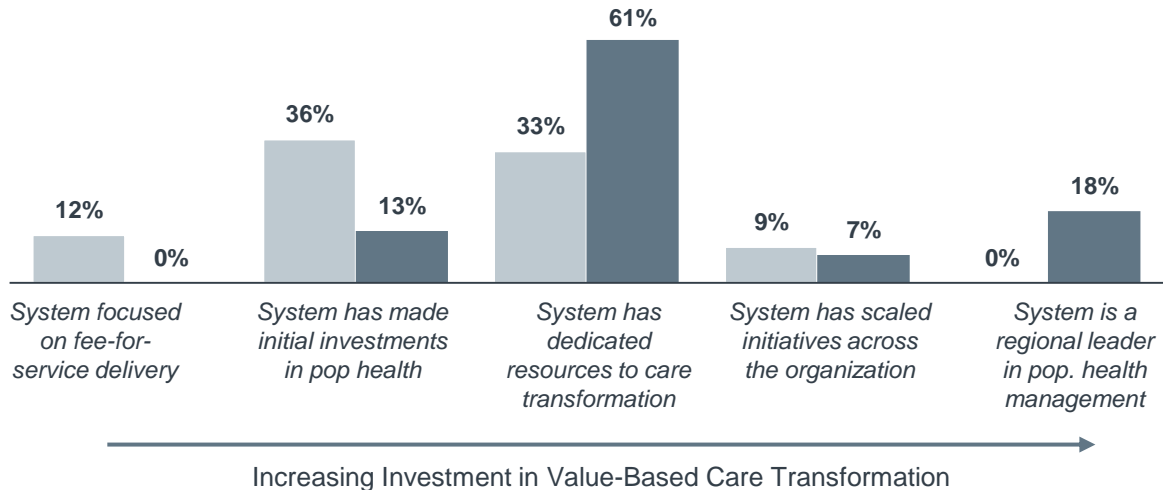 61%
36%
33%
18%
12%
13%
9%
7%
0%
0%
System focused
on fee-for-
service delivery
System has made
initial investments
in pop health
System has
dedicated
resources to care
transformation
System has scaled
initiatives across
the organization
System is a
regional leader
in pop. health
management
Increasing Investment in Value-Based Care Transformation